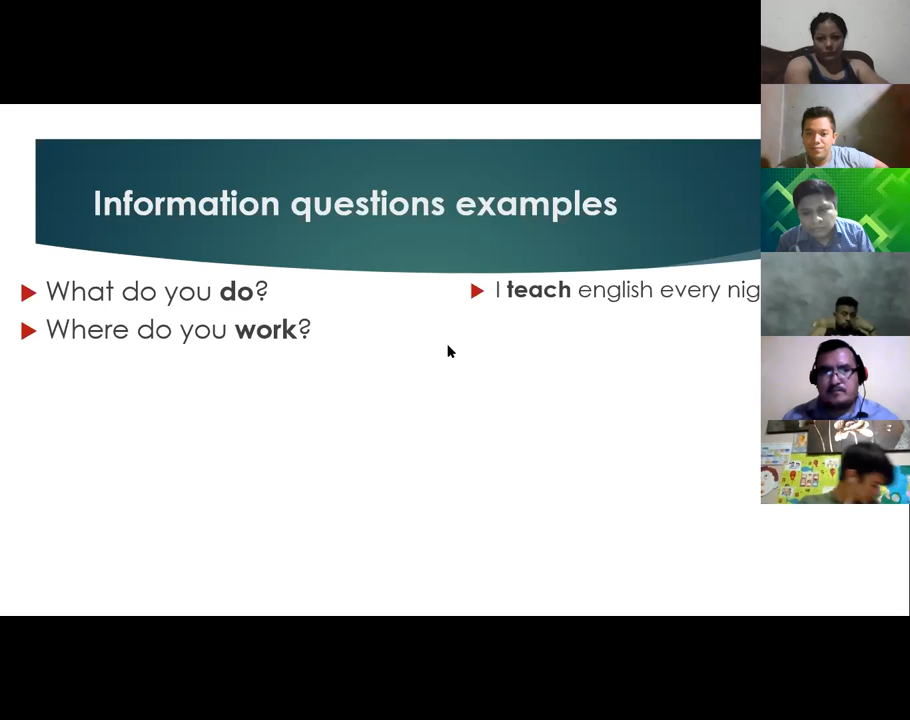 Information questions examples
What do you do?
Where do you work?
I teach english every nig